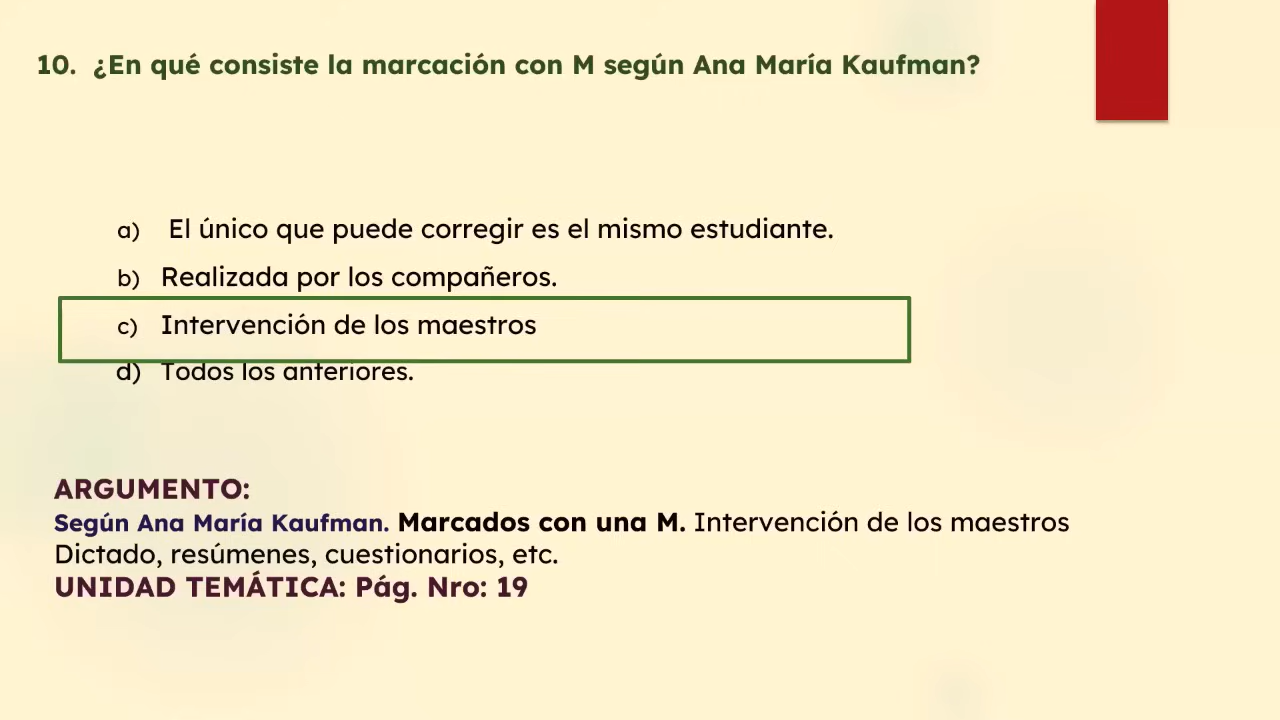 10. ¿En qué consiste la marcación con M según Ana María Kaufman?
a) El único que puede corregir es el mismo estudiante.
b) Realizada por los compañeros.
c) Intervención de los maestros
d) Todos los anteriores.
ARGUMENTO:
Según Ana María Kaufman. Marcados con una M. Intervención de los maestros
Dictado, resúmenes, cuestionarios, etc.
UNIDAD TEMÁTICA: Pág. Nro: 19